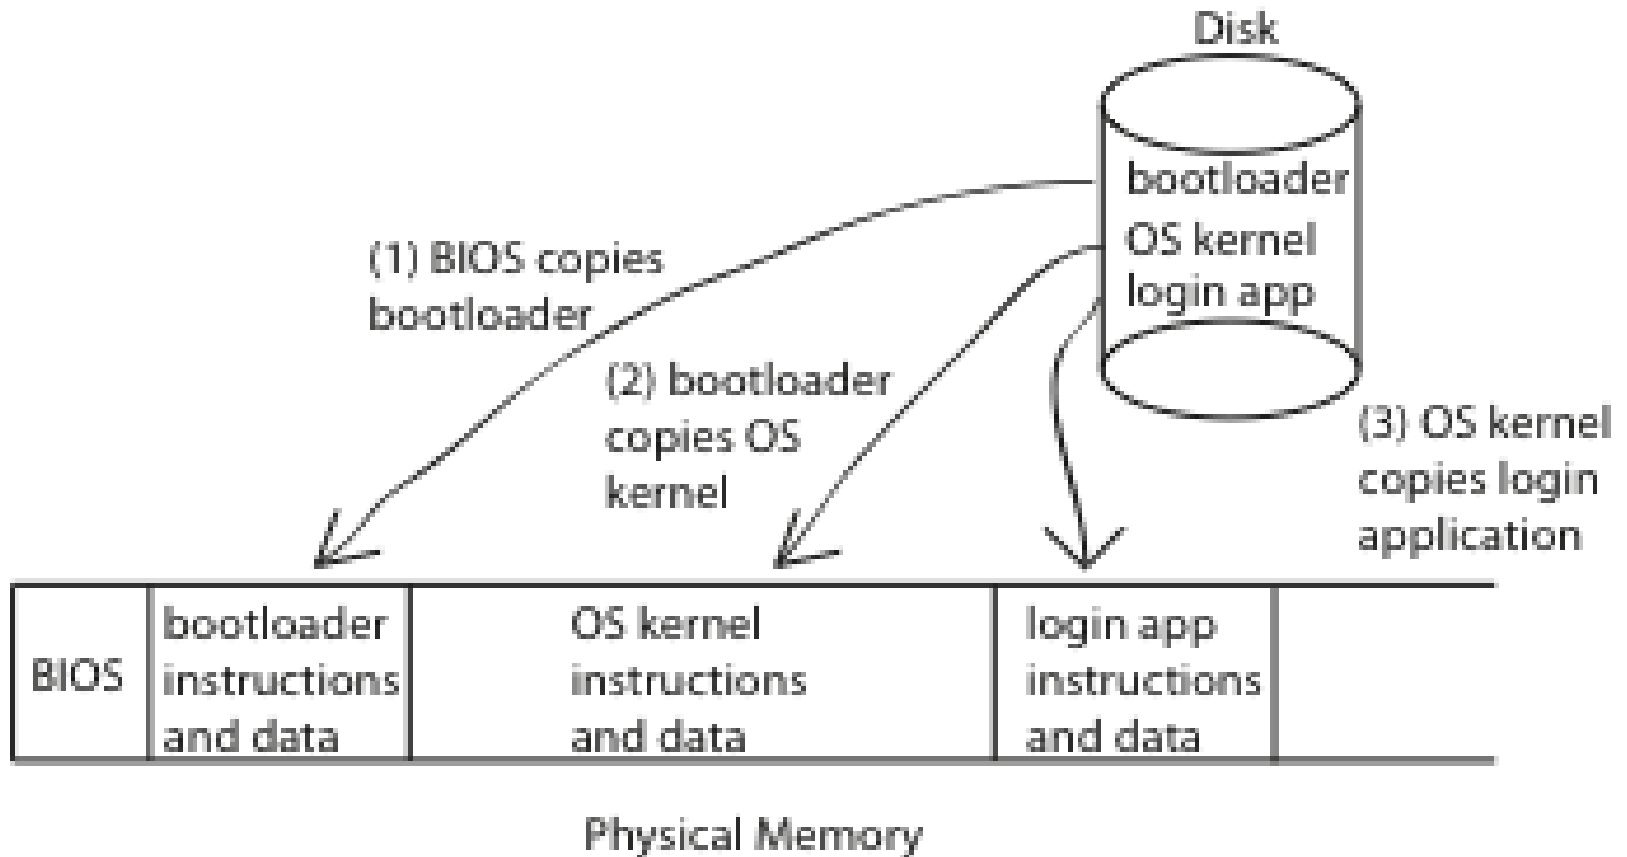 Disk
bootloader
OS kernel
login app
(1) BIOS copies
bootloader
(2) bootloader
copies OS
kernel
(3) OS kernel
copies login
application
BIOS
bootloader
instructions
and data
OS kernel
instructions
and data
login app
instructions
and data
Physical Memory